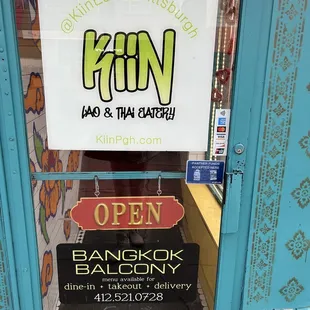 KiiN
LAO & THAI EATERY
KiinPgh.com
OPEN
BANGKOK
BALCONY
menu available for
dine-in • takeout • delivery
412.521.0728